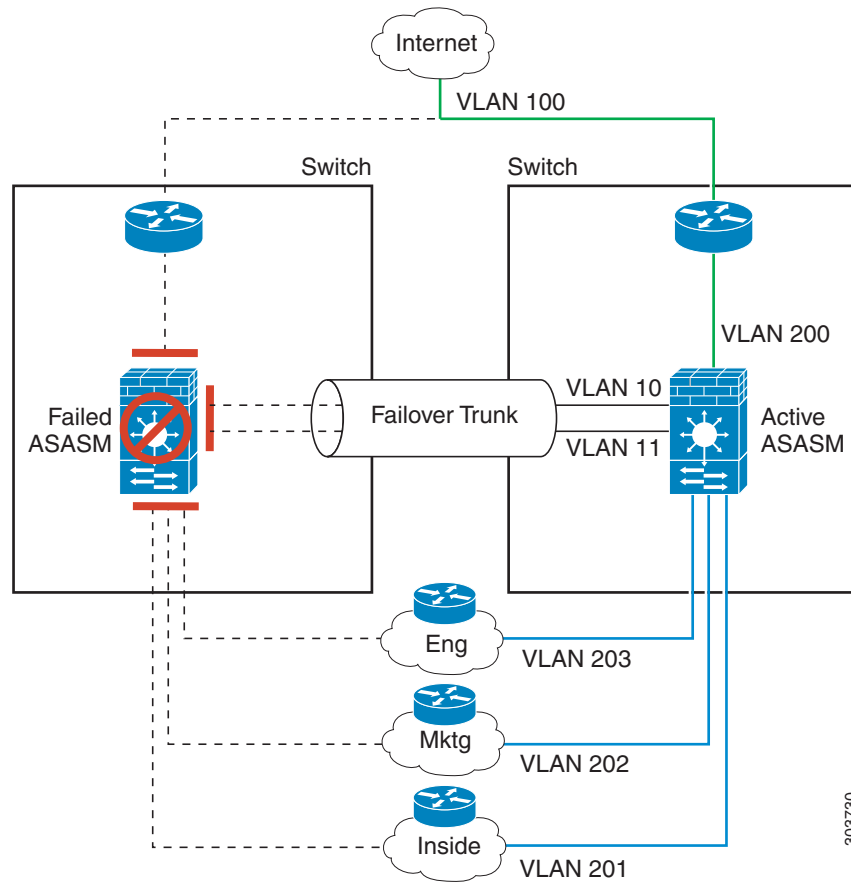 Internet
VLAN 100
Switch
Switch
VLAN 200
Failed
ASASM
Failover Trunk
VLAN 10
VLAN 11
Active
ASASM
Eng
VLAN 203
Mktg
VLAN 202
Inside
VLAN 201
303730